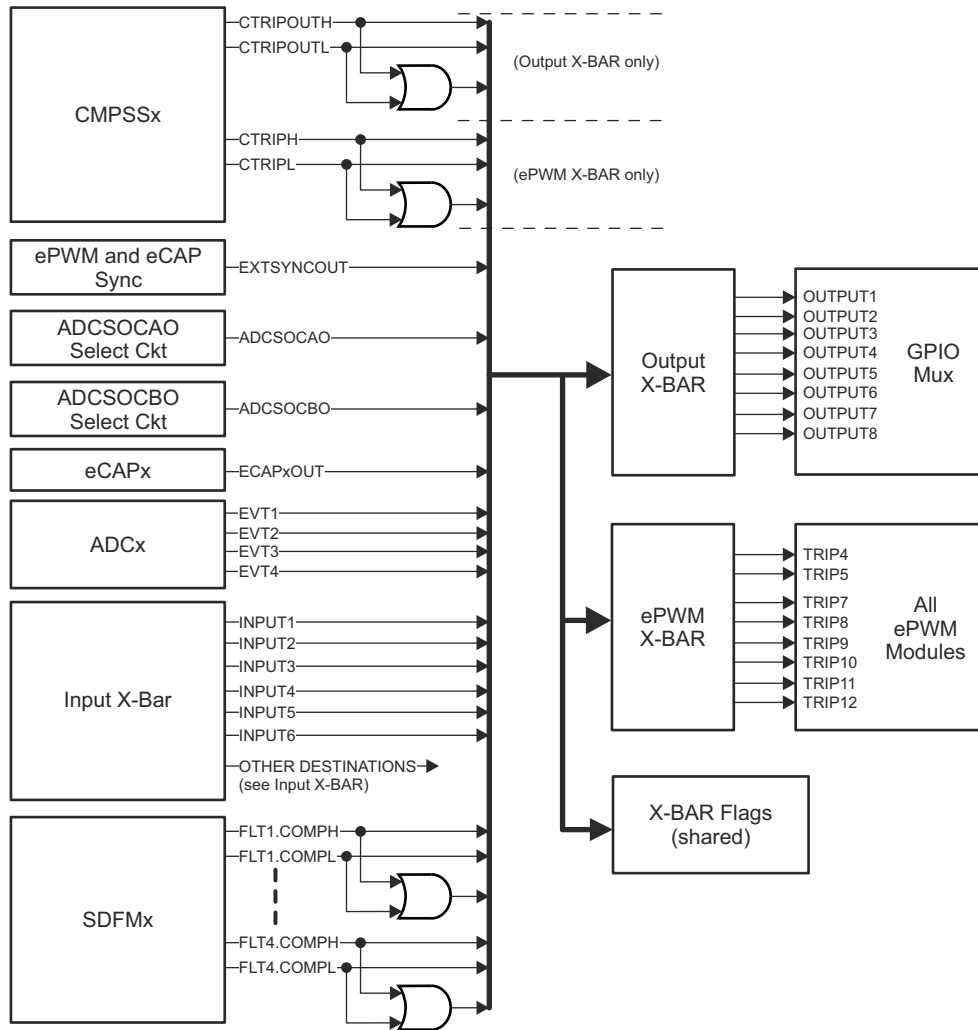 CMPSSx
CTRIPOUTH
CTRIPOUTL
(Output X-BAR only)
CTRIPH
CTRIPL
(ePWM X-BAR only)
ePWM and eCAP
Sync
EXTSYNCOUT
ADCSOCAO
Select Ckt
ADCSOCAO
ADCSOCBO
Select Ckt
ADCSOCBO
eCAPx
ECAPxOUT
ADCx
EVT1
EVT2
EVT3
EVT4
Input X-Bar
INPUT1
INPUT2
INPUT3
INPUT4
INPUT5
INPUT6
OTHER DESTINATIONS
(see Input X-BAR)
SDFMx
FLT1.COMPH
FLT1.COMPL
FLT4.COMPH
FLT4.COMPL
Output
X-BAR
OUTPUT1
OUTPUT2
OUTPUT3
OUTPUT4
OUTPUT5
OUTPUT6
OUTPUT7
OUTPUT8
GPIO
Mux
ePWM
X-BAR
TRIP4
TRIP5
TRIP7
TRIP8
TRIP9
TRIP10
TRIP11
TRIP12
All
ePWM
Modules
X-BAR Flags
(shared)